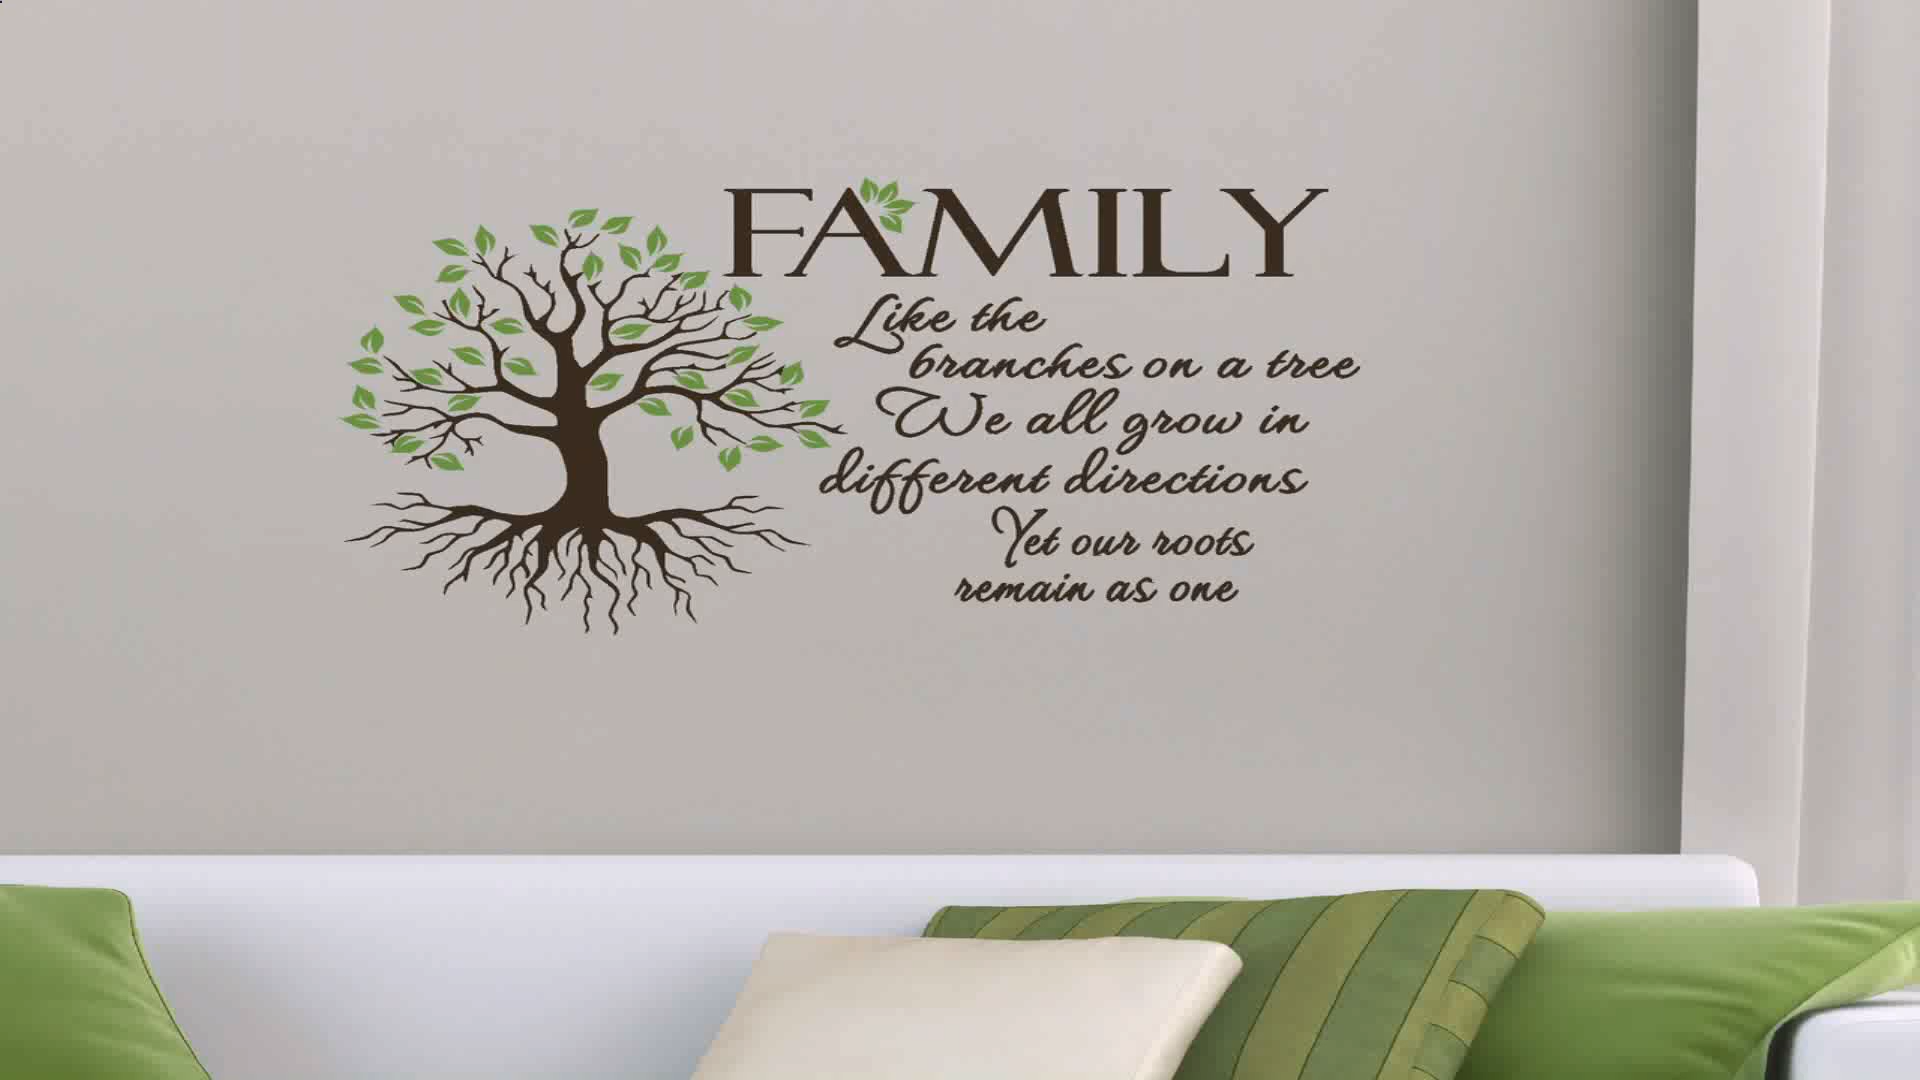 FAMILY
Like the
branches on a tree
We all grow in
different directions
Yet our roots
remain as one